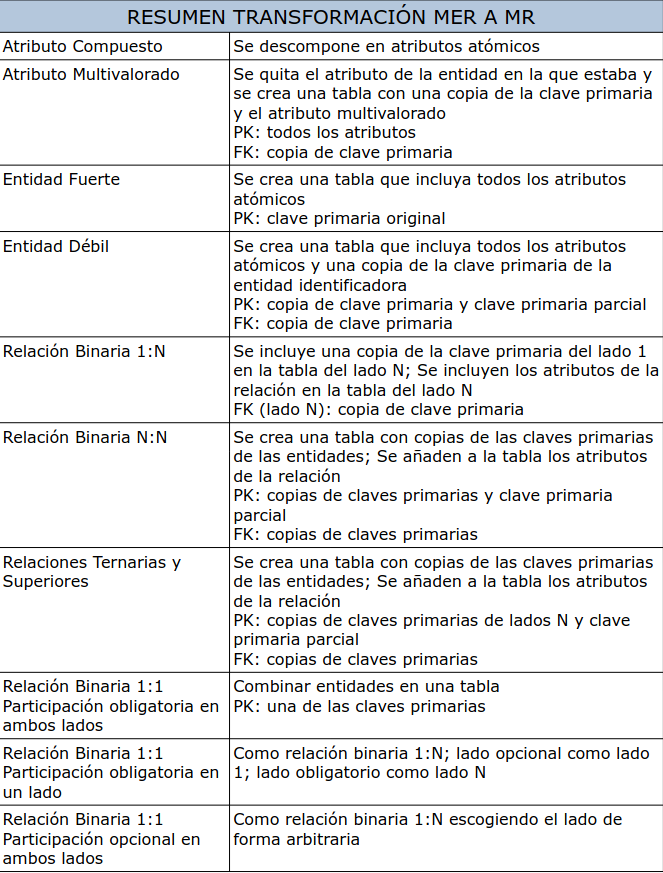 RESUMEN TRANSFORMACIÓN MER A MR
Atributo Compuesto
Se descompone en atributos atómicos
Atributo Multivalorado
Se quita el atributo de la entidad en la que estaba y
se crea una tabla con una copia de la clave primaria
y el atributo multivalorado
PK: todos los atributos
FK: copia de clave primaria
Entidad Fuerte
Se crea una tabla que incluya todos los atributos
atómicos
PK: clave primaria original
Entidad Débil
Se crea una tabla que incluya todos los atributos
atómicos y una copia de la clave primaria de la
entidad identificadora
PK: copia de clave primaria y clave primaria parcial
FK: copia de clave primaria
Relación Binaria 1:N
Se incluye una copia de la clave primaria del lado 1
en la tabla del lado N; Se incluyen los atributos de la
relación en la tabla del lado N
FK (lado N): copia de clave primaria
Relación Binaria N:N
Se crea una tabla con copias de las claves primarias
de las entidades; Se añaden a la tabla los atributos
de la relación
PK: copias de claves primarias y clave primaria
parcial
FK: copias de claves primarias
Relaciones Ternarias y
Superiores
Se crea una tabla con copias de las claves primarias
de las entidades; Se añaden a la tabla los atributos
de la relación
PK: copias de claves primarias de lados N y clave
primaria parcial
FK: copias de claves primarias
Relación Binaria 1:1
Participación obligatoria en
ambos lados
Combinar entidades en una tabla
PK: una de las claves primarias
Relación Binaria 1:1
Participación obligatoria en
un lado
Como relación binaria 1:N; lado opcional como lado
1; lado obligatorio como lado N
Relación Binaria 1:1
Participación opcional en
ambos lados
Como relación binaria 1:N escogiendo el lado de
forma arbitraria